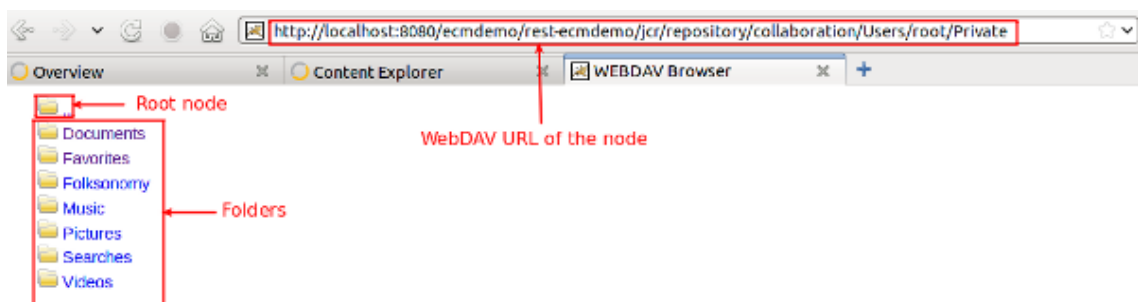 http://localhost:8080/ecmdemo/rest-ecmdemo/jcr/repository/collaboration/Users/root/Private
Overview Content Explorer WEBDAV Browser
.. Root node
Documents
WebDAV URL of the node
Favorites
Folksonomy
Music
Folders
Pictures
Searches
Videos